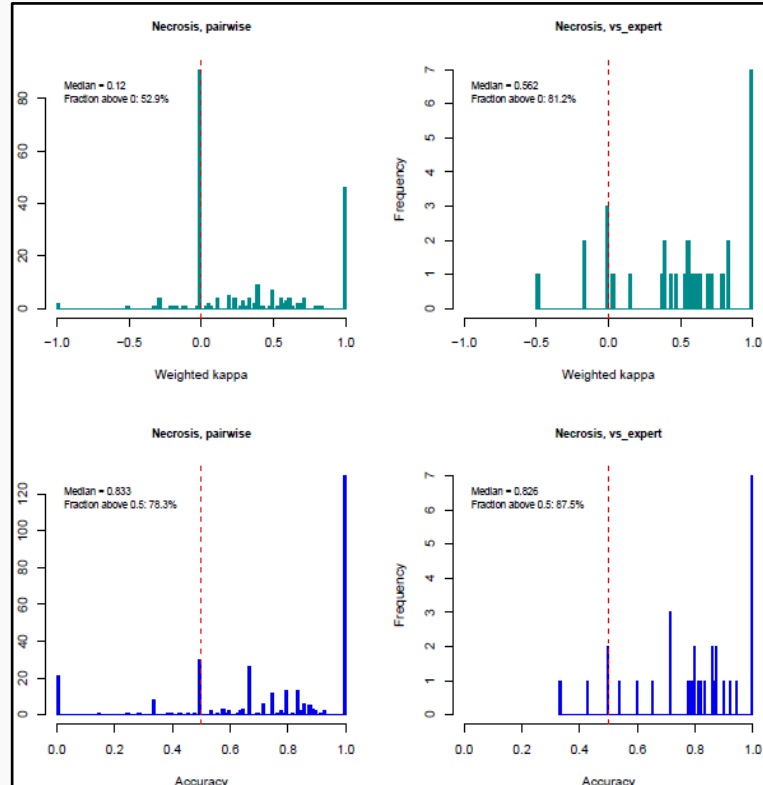 Necrosis, pairwise
Median = 0.12
Fraction above 0: 52.9%
0 20 40 60 80
−1.0 −0.5 0.0 0.5 1.0
Weighted kappa
Necrosis, vs_expert
Median = 0.562
Fraction above 0: 81.2%
Frequency
0 1 2 3 4 5 6 7
−1.0 −0.5 0.0 0.5 1.0
Weighted kappa
Necrosis, pairwise
Median = 0.833
Fraction above 0.5: 78.3%
0 20 40 60 80 100 120
0.0 0.2 0.4 0.6 0.8 1.0
Accuracy
Necrosis, vs_expert
Median = 0.826
Fraction above 0.5: 87.5%
Frequency
0 1 2 3 4 5 6 7
0.0 0.2 0.4 0.6 0.8 1.0
Accuracy